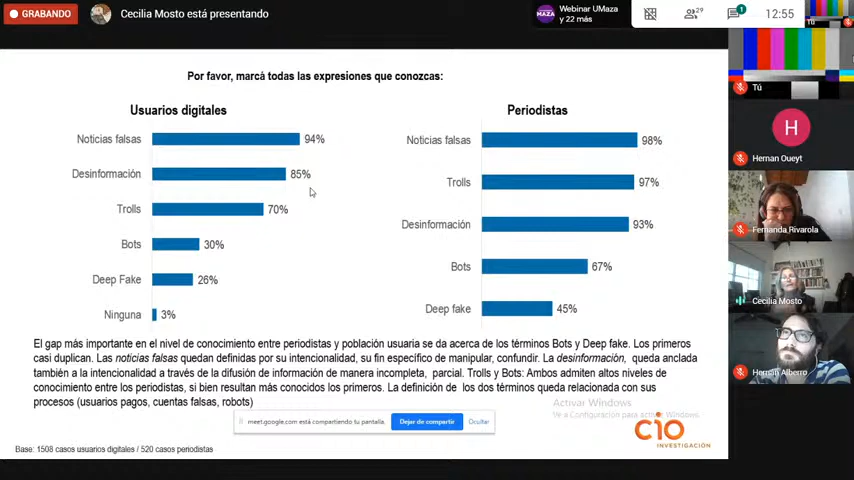 GRABANDO
Cecilia Mosto está presentando
MAZA
Webinar UMaza
y 22 más
29
1
12:55
Tú
Por favor, marcá todas las expresiones que conozcas:
Usuarios digitales
Noticias falsas 94%
Desinformación 85%
Trolls 70%
Bots 30%
Deep Fake 26%
Ninguna 3%
Periodistas
Noticias falsas 98%
Trolls 97%
Desinformación 93%
Bots 67%
Deep fake 45%
El gap más importante en el nivel de conocimiento entre periodistas y población usuaria se da acerca de los términos Bots y Deep fake. Los primeros
casi duplican. Las noticias falsas quedan definidas por su intencionalidad, su fin específico de manipular, confundir. La desinformación, queda anclada
también a la intencionalidad a través de la difusión de información de manera incompleta, parcial. Trolls y Bots: Ambos admiten altos niveles de
conocimiento entre los periodistas, si bien resultan más conocidos los primeros. La definición de los dos términos queda relacionada con sus
procesos (usuarios pagos, cuentas falsas, robots)
Activar Windows
Ve a Configuración para activar Windows.
meet.google.com está compartiendo tu pantalla.
Dejar de compartir
Ocultar
cio
INVESTIGACIÓN
Base: 1508 casos usuarios digitales / 520 casos periodistas
Tú
H
Hernan Oueyt
Fernanda Rivarola
Cecilia Mosto
Hernán Alberro